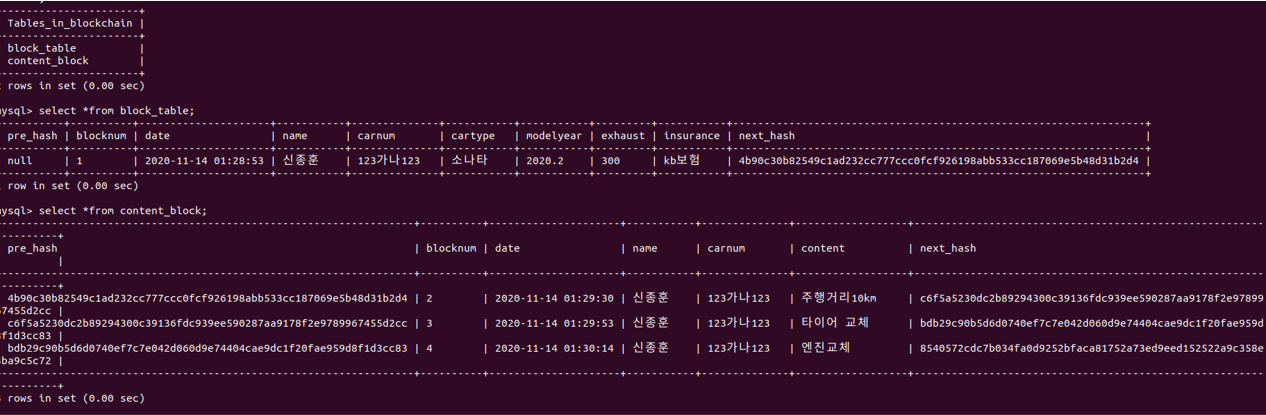 -----------------------+
Tables_in_blockchain |
-----------------------+
block_table |
content_block |
-----------------------+
rows in set (0.00 sec)
mysql> select *from block_table;
-----------+----------+---------------------+-----------+-------------+----------+-----------+---------+-----------+------------------------------------------------------------------+
pre_hash | blocknum | date | name | carnum | cartype | modelyear | exhaust | insurance | next_hash |
-----------+----------+---------------------+-----------+-------------+----------+-----------+---------+-----------+------------------------------------------------------------------+
null | 1 | 2020-11-14 01:28:53 | 신종훈 | 123가나123 | 소나타 | 2020.2 | 300 | kb보험 | 4b90c30b82549c1ad232cc777ccc0fcf926198abb533cc187069e5b48d31b2d4 |
-----------+----------+---------------------+-----------+-------------+----------+-----------+---------+-----------+------------------------------------------------------------------+
row in set (0.00 sec)
mysql> select *from content_block;
------------------------------------------------------------------+----------+---------------------+-----------+-------------+------------------+-------------------------------------------------------
---------+
pre_hash | blocknum | date | name | carnum | content | next_hash
|
------------------------------------------------------------------+----------+---------------------+-----------+-------------+------------------+-------------------------------------------------------
---------+
4b90c30b82549c1ad232cc777ccc0fcf926198abb533cc187069e5b48d31b2d4 | 2 | 2020-11-14 01:29:30 | 신종훈 | 123가나123 | 주행거리10km | c6f5a5230dc2b89294300c39136fdc939ee590287aa9178f2e97899
67455d2cc |
c6f5a5230dc2b89294300c39136fdc939ee590287aa9178f2e9789967455d2cc | 3 | 2020-11-14 01:29:53 | 신종훈 | 123가나123 | 타이어 교체 | bdb29c90b5d6d0740ef7c7e042d060d9e74404cae9dc1f20fae959d
8f1d3cc83 |
bdb29c90b5d6d0740ef7c7e042d060d9e74404cae9dc1f20fae959d8f1d3cc83 | 4 | 2020-11-14 01:30:14 | 신종훈 | 123가나123 | 엔진교체 | 8540572cdc7b034fa0d9252bfaca81752a73ed9eed152522a9c358e
ba9c5c72 |
------------------------------------------------------------------+----------+---------------------+-----------+-------------+------------------+-------------------------------------------------------
---------+
rows in set (0.00 sec)